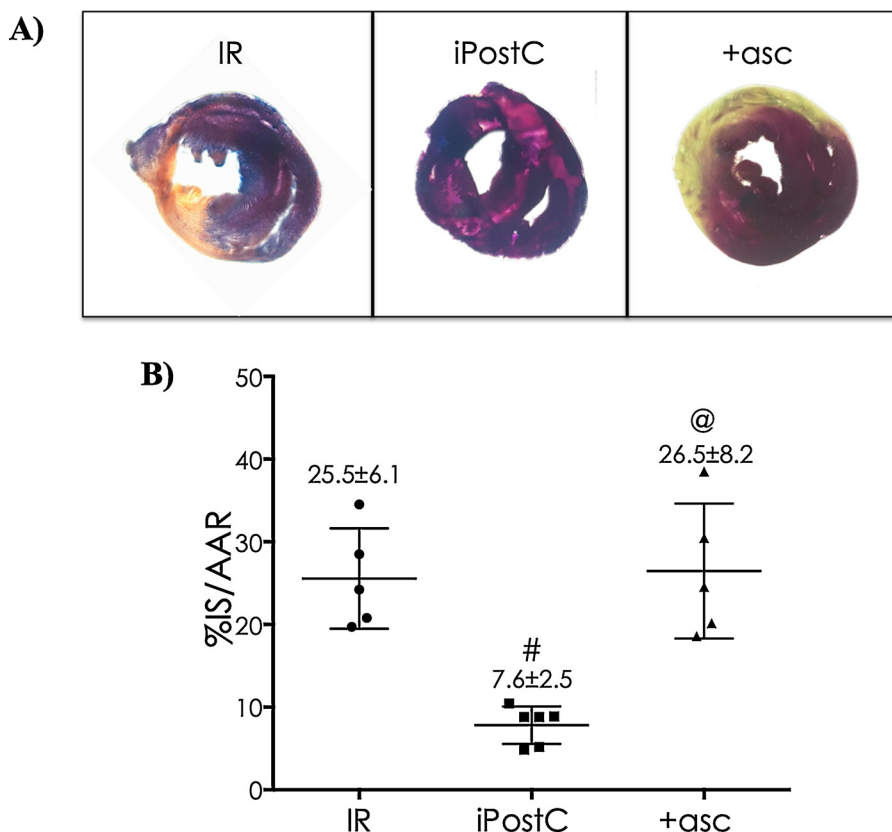 A)
IR
iPostC
+asc
B)
%IS/AAR
50
40
30
20
10
0
25.5±6.1
#
7.6±2.5
@
26.5±8.2
IR
iPostC
+asc